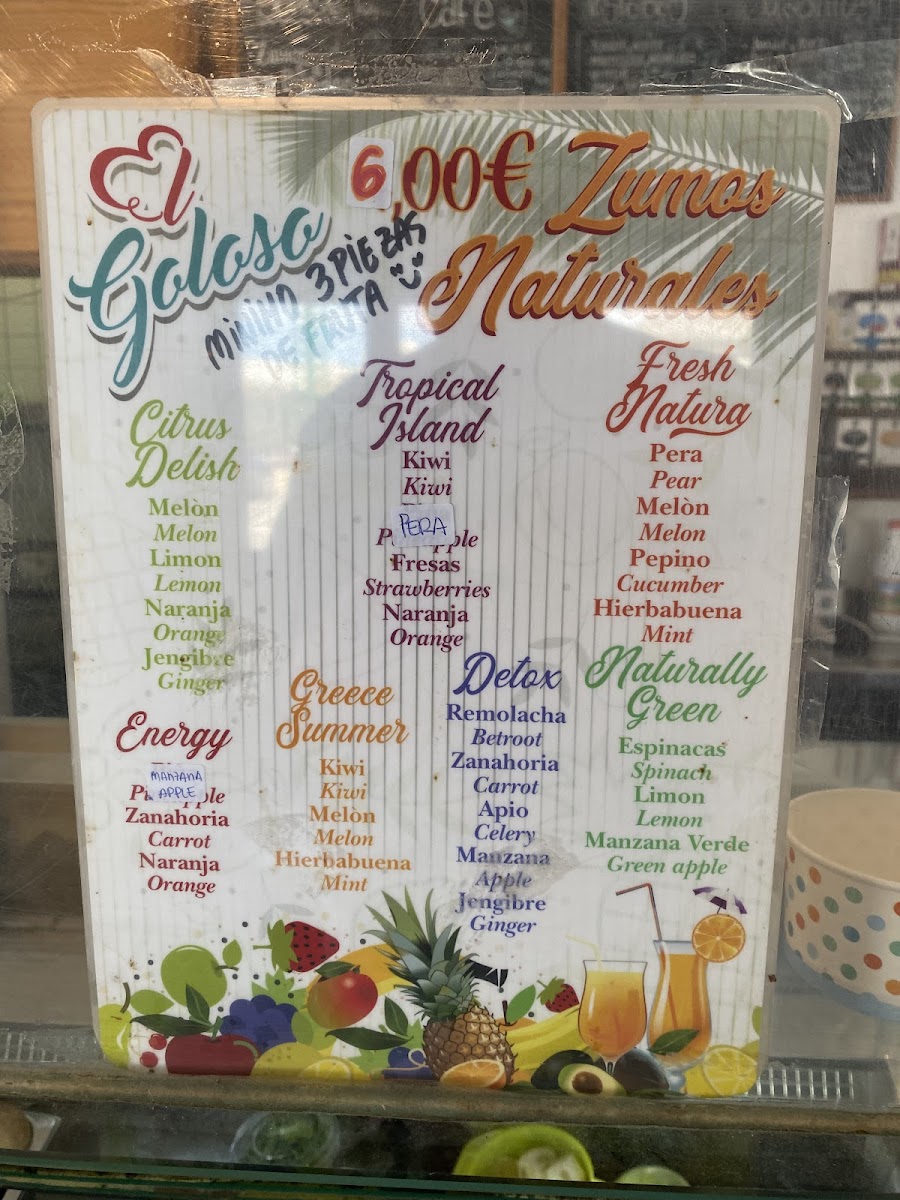 El
Goloso
6,00€ Zumos
Naturales
MINIMO 3 PIEZAS
DE FRUTA
Citrus
Delish
Melòn
Melon
Limon
Lemon
Naranja
Orange
Jengibre
Ginger
Tropical
Island
Kiwi
Kiwi
PERA
Fresas
Strawberries
Naranja
Orange
Fresh
Natura
Pera
Pear
Melòn
Melon
Pepino
Cucumber
Hierbabuena
Mint
Energy
MANZANA
APPLE
Zanahoria
Carrot
Naranja
Orange
Greece
Summer
Kiwi
Kiwi
Melòn
Melon
Hierbabuena
Mint
Detox
Remolacha
Betroot
Zanahoria
Carrot
Apio
Celery
Manzana
Apple
Jengibre
Ginger
Naturally
Green
Espinacas
Spinach
Limon
Lemon
Manzana Verde
Green apple